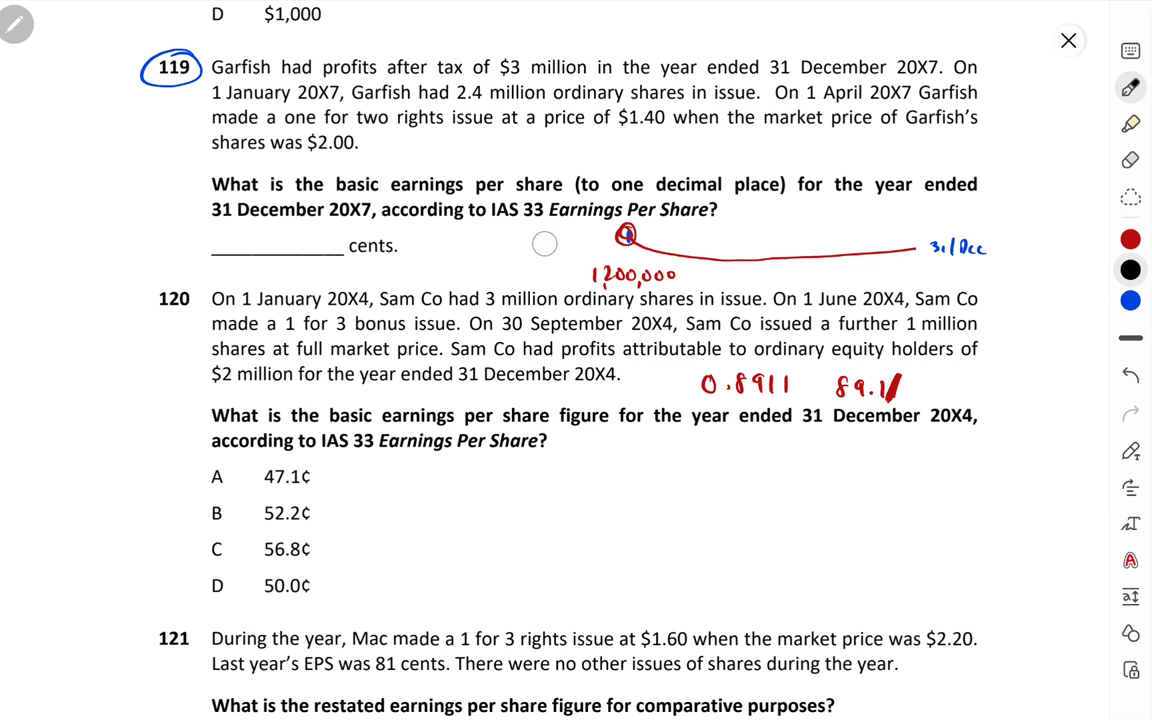 D $1,000
119 Garfish had profits after tax of $3 million in the year ended 31 December 20X7. On
1 January 20X7, Garfish had 2.4 million ordinary shares in issue. On 1 April 20X7 Garfish
made a one for two rights issue at a price of $1.40 when the market price of Garfish's
shares was $2.00.
What is the basic earnings per share (to one decimal place) for the year ended
31 December 20X7, according to IAS 33 Earnings Per Share?
______________ cents.
31/Dec
1,200,000
120 On 1 January 20X4, Sam Co had 3 million ordinary shares in issue. On 1 June 20X4, Sam Co
made a 1 for 3 bonus issue. On 30 September 20X4, Sam Co issued a further 1 million
shares at full market price. Sam Co had profits attributable to ordinary equity holders of
$2 million for the year ended 31 December 20X4.
0.8911 89.1
What is the basic earnings per share figure for the year ended 31 December 20X4,
according to IAS 33 Earnings Per Share?
A 47.1¢
B 52.2¢
C 56.8¢
D 50.0¢
121 During the year, Mac made a 1 for 3 rights issue at $1.60 when the market price was $2.20.
Last year's EPS was 81 cents. There were no other issues of shares during the year.
What is the restated earnings per share figure for comparative purposes?